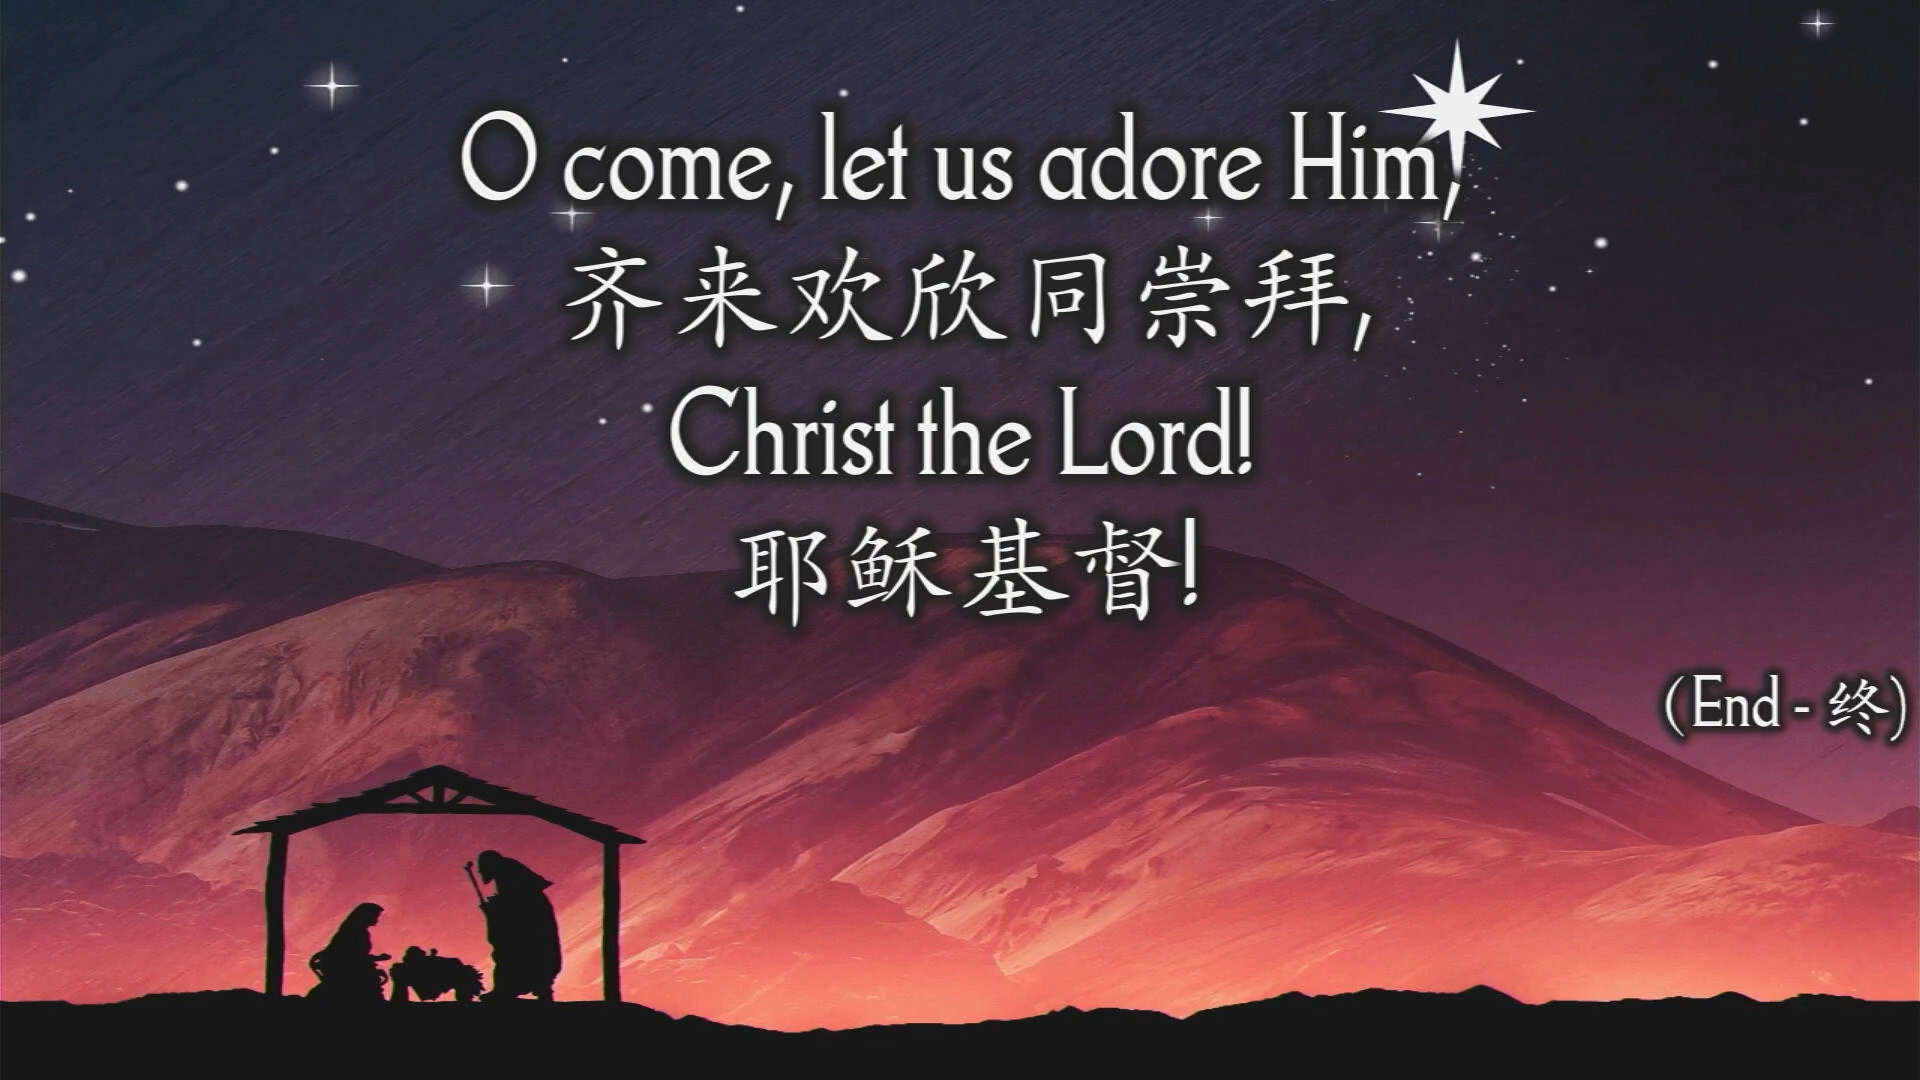 O come, let us adore Him,
齐来欢欣同崇拜,
Christ the Lord!
耶稣基督!
(End - 终)